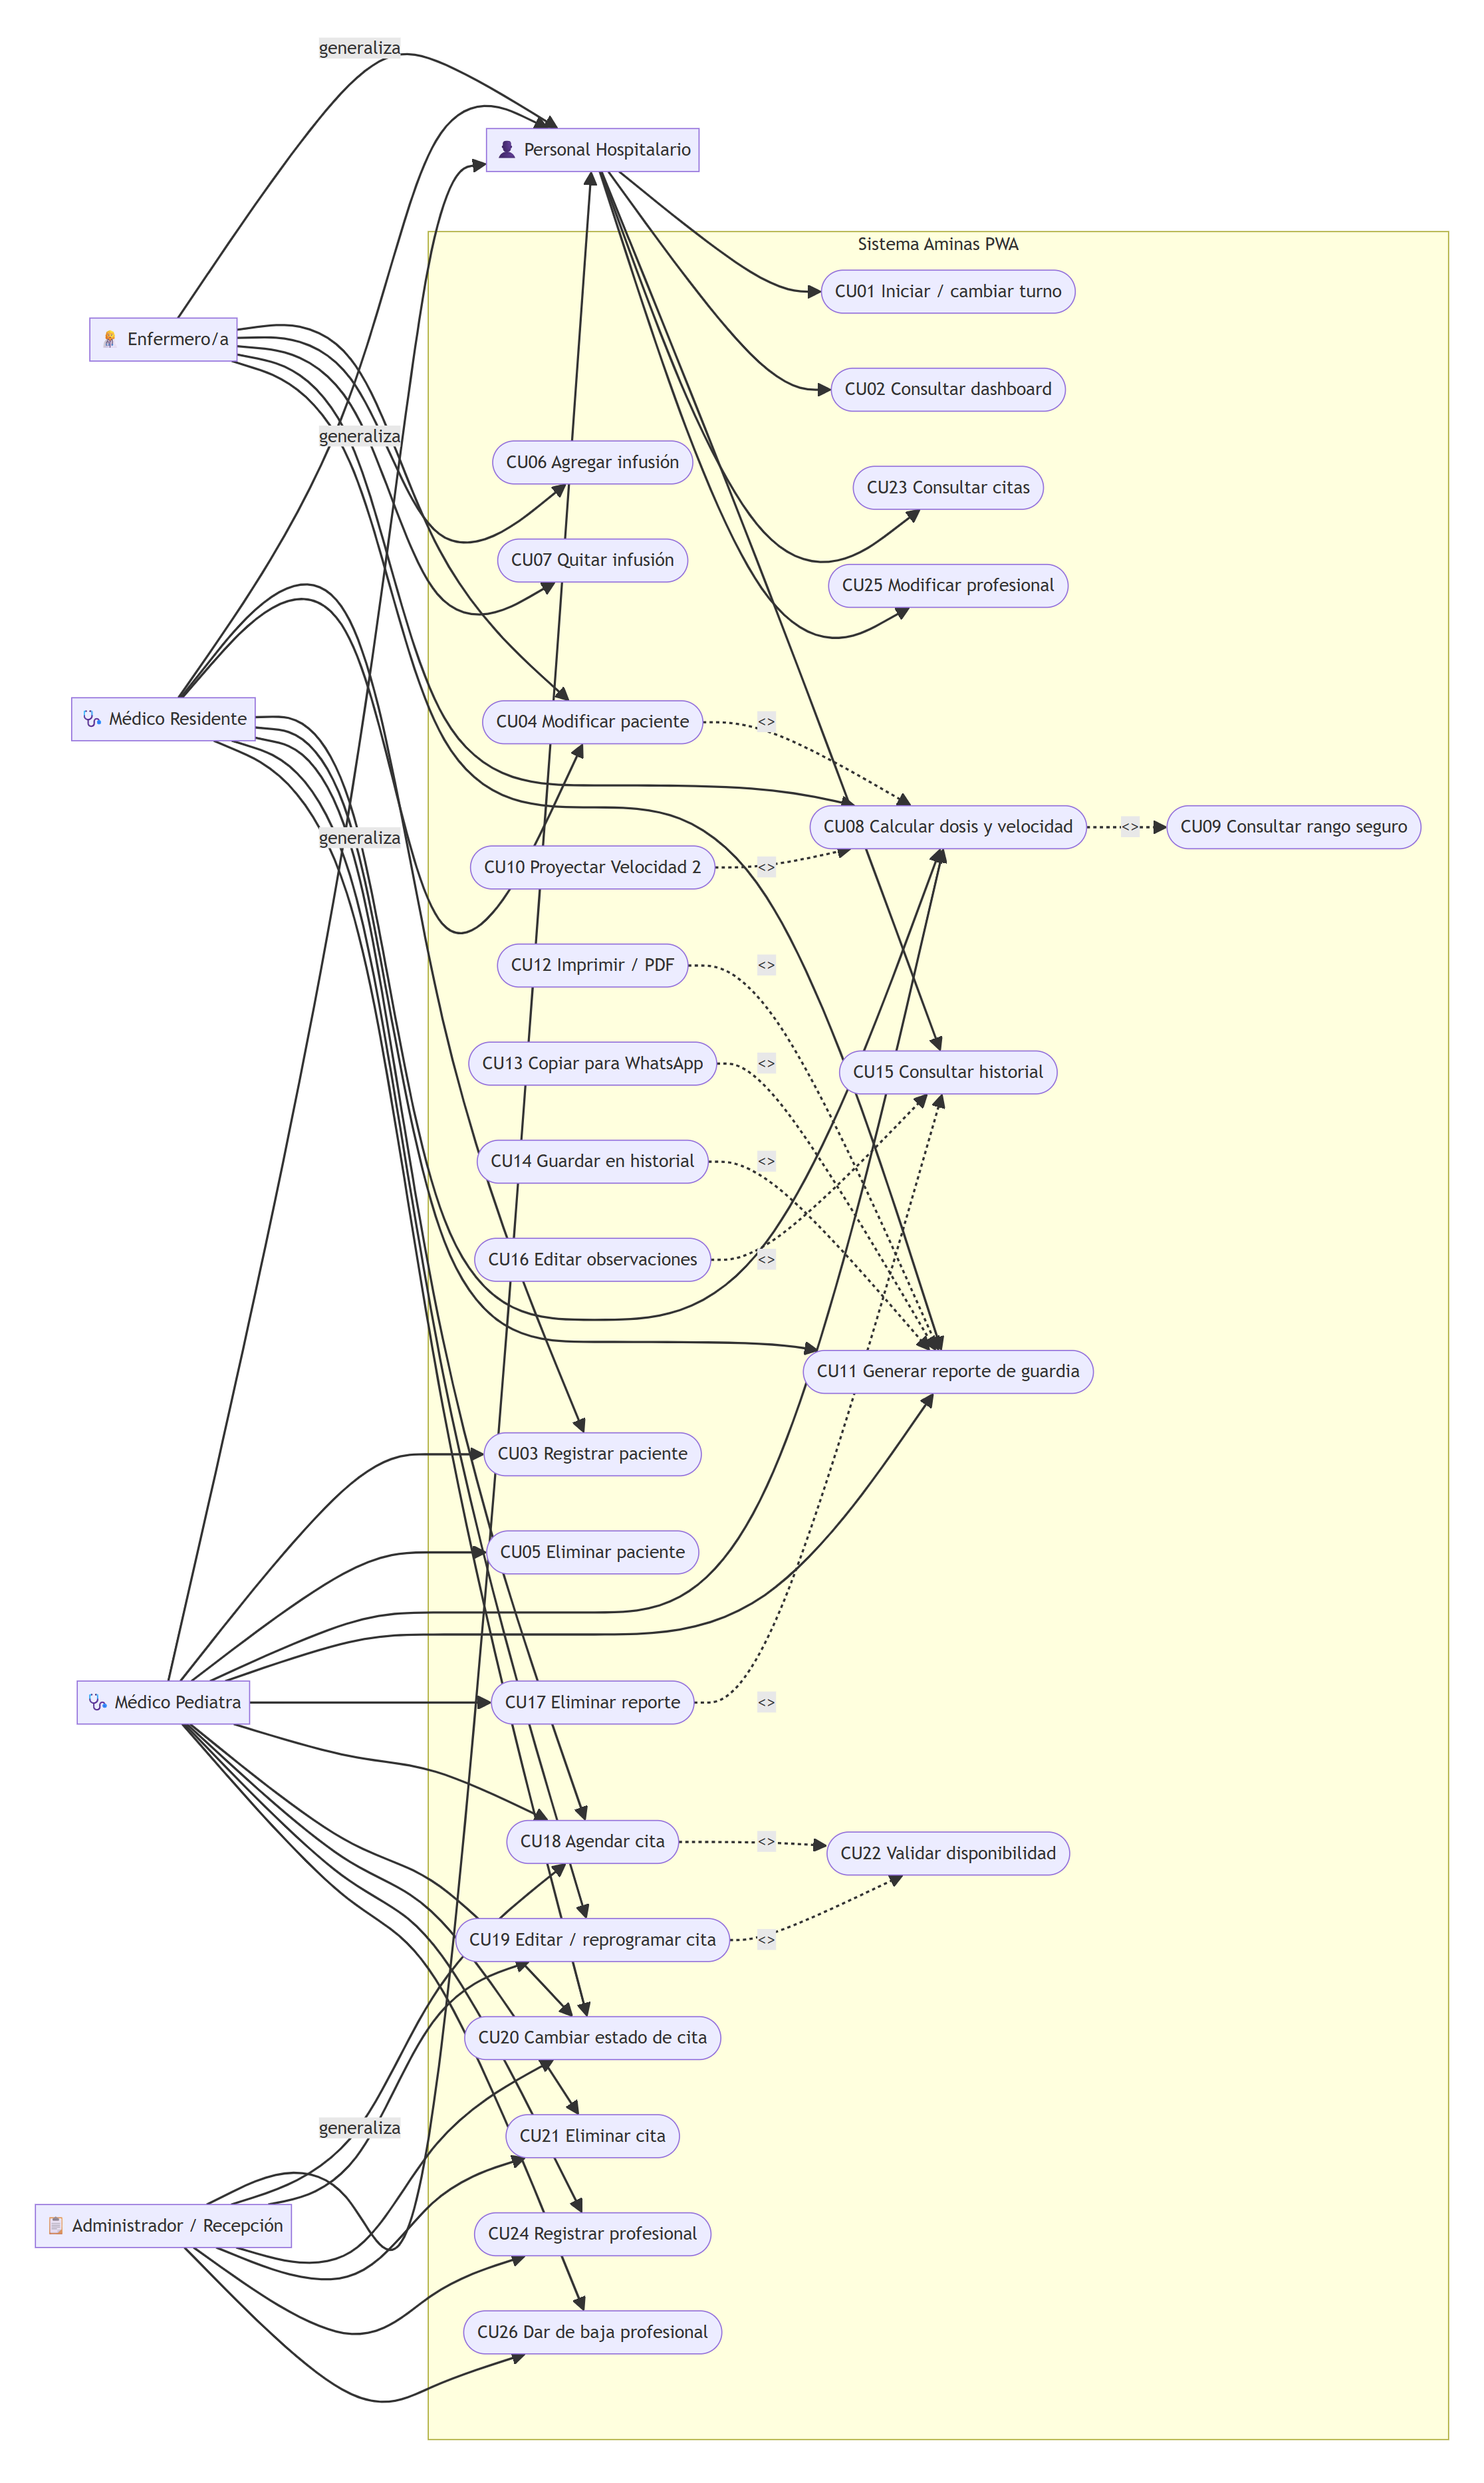 generaliza
Personal Hospitalario
Sistema Aminas PWA
CU01 Iniciar / cambiar turno
Enfermero/a
CU02 Consultar dashboard
generaliza
CU06 Agregar infusión
CU23 Consultar citas
CU07 Quitar infusión
CU25 Modificar profesional
Médico Residente
CU04 Modificar paciente
<>
generaliza
CU08 Calcular dosis y velocidad
<>
CU09 Consultar rango seguro
CU10 Proyectar Velocidad 2
<>
CU12 Imprimir / PDF
<>
CU13 Copiar para WhatsApp
<>
CU15 Consultar historial
CU14 Guardar en historial
<>
CU16 Editar observaciones
<>
CU11 Generar reporte de guardia
CU03 Registrar paciente
CU05 Eliminar paciente
Médico Pediatra
CU17 Eliminar reporte
<>
CU18 Agendar cita
<>
CU22 Validar disponibilidad
CU19 Editar / reprogramar cita
<>
CU20 Cambiar estado de cita
generaliza
CU21 Eliminar cita
Administrador / Recepción
CU24 Registrar profesional
CU26 Dar de baja profesional